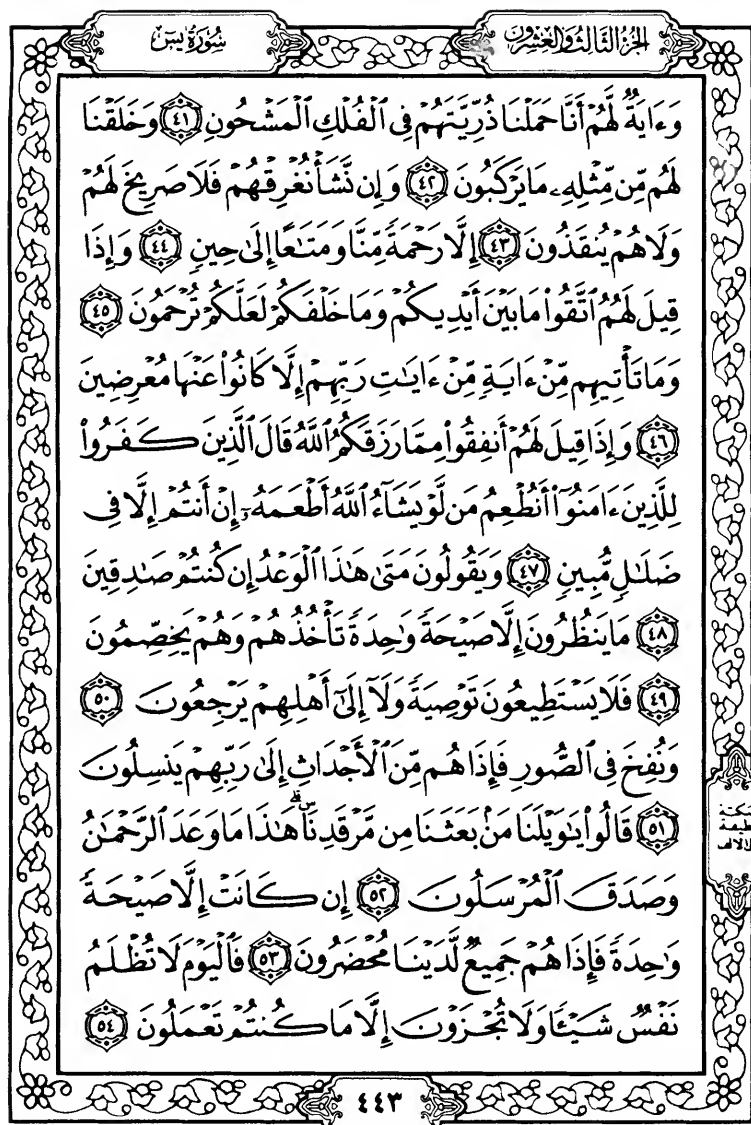 سُورَةُ يسٓ
الجُزْءُ الثَّالِثُ وَالعِشْرُونَ
وَءَايَةٌ لَّهُمْ أَنَّا حَمَلْنَا ذُرِّيَّتَهُمْ فِي ٱلْفُلْكِ ٱلْمَشْحُونِ ﴿٤١﴾ وَخَلَقْنَا
لَهُم مِّن مِّثْلِهِۦ مَا يَرْكَبُونَ ﴿٤٢﴾ وَإِن نَّشَأْ نُغْرِقْهُمْ فَلَا صَرِيخَ لَهُمْ
وَلَا هُمْ يُنقَذُونَ ﴿٤٣﴾ إِلَّا رَحْمَةً مِّنَّا وَمَتَٰعًا إِلَىٰ حِينٍ ﴿٤٤﴾ وَإِذَا
قِيلَ لَهُمُ ٱتَّقُوا۟ مَا بَيْنَ أَيْدِيكُمْ وَمَا خَلْفَكُمْ لَعَلَّكُمْ تُرْحَمُونَ ﴿٤٥﴾
وَمَا تَأْتِيهِم مِّنْ ءَايَةٍ مِّنْ ءَايَٰتِ رَبِّهِمْ إِلَّا كَانُوا۟ عَنْهَا مُعْرِضِينَ
﴿٤٦﴾ وَإِذَا قِيلَ لَهُمْ أَنفِقُوا۟ مِمَّا رَزَقَكُمُ ٱللَّهُ قَالَ ٱلَّذِينَ كَفَرُوا۟
لِلَّذِينَ ءَامَنُوٓا۟ أَنُطْعِمُ مَن لَّوْ يَشَآءُ ٱللَّهُ أَطْعَمَهُۥٓ إِنْ أَنتُمْ إِلَّا فِي
ضَلَٰلٍ مُّبِينٍ ﴿٤٧﴾ وَيَقُولُونَ مَتَىٰ هَٰذَا ٱلْوَعْدُ إِن كُنتُمْ صَٰدِقِينَ
﴿٤٨﴾ مَا يَنظُرُونَ إِلَّا صَيْحَةً وَٰحِدَةً تَأْخُذُهُمْ وَهُمْ يَخِصِّمُونَ
﴿٤٩﴾ فَلَا يَسْتَطِيعُونَ تَوْصِيَةً وَلَآ إِلَىٰٓ أَهْلِهِمْ يَرْجِعُونَ ﴿٥٠﴾
وَنُفِخَ فِي ٱلصُّورِ فَإِذَا هُم مِّنَ ٱلْأَجْدَاثِ إِلَىٰ رَبِّهِمْ يَنسِلُونَ
﴿٥١﴾ قَالُوا۟ يَٰوَيْلَنَا مَنۢ بَعَثَنَا مِن مَّرْقَدِنَا ۜ ۗ هَٰذَا مَا وَعَدَ ٱلرَّحْمَٰنُ
وَصَدَقَ ٱلْمُرْسَلُونَ ﴿٥٢﴾ إِن كَانَتْ إِلَّا صَيْحَةً
وَٰحِدَةً فَإِذَا هُمْ جَمِيعٌ لَّدَيْنَا مُحْضَرُونَ ﴿٥٣﴾ فَٱلْيَوْمَ لَا تُظْلَمُ
نَفْسٌ شَيْـًٔا وَلَا تُجْزَوْنَ إِلَّا مَا كُنتُمْ تَعْمَلُونَ ﴿٥٤﴾
٤٤٣